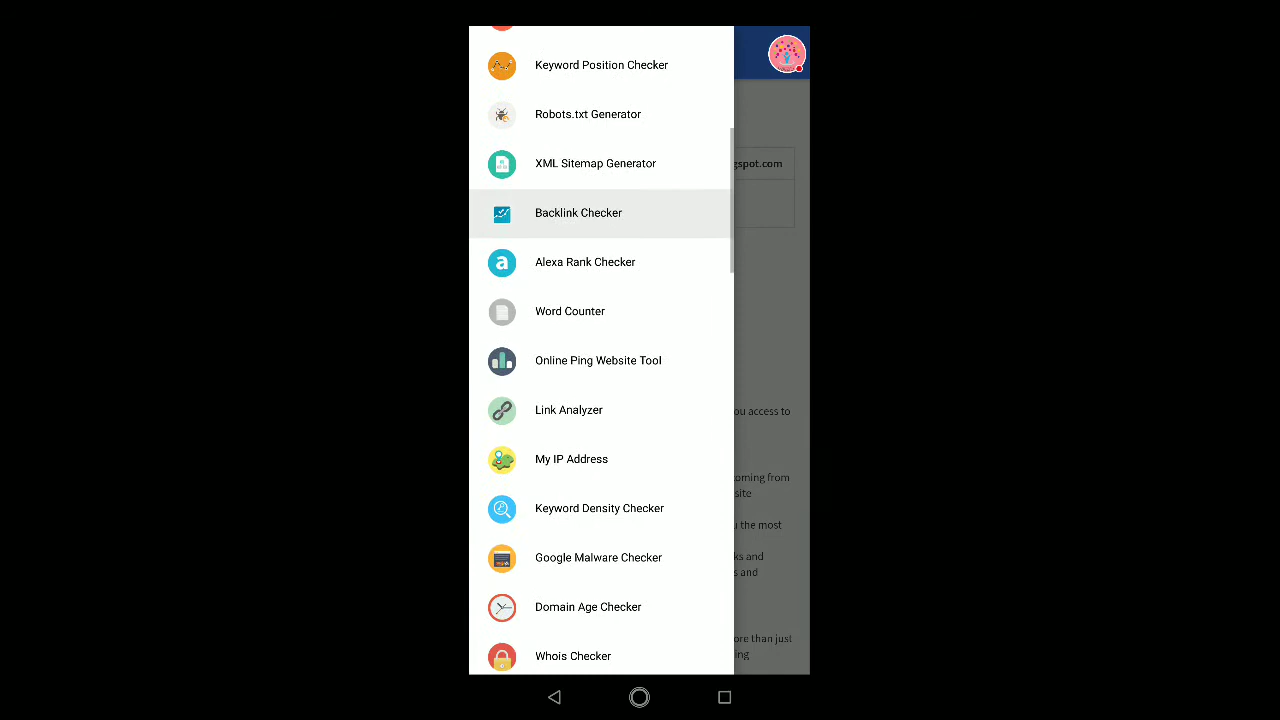 Keyword Position Checker
Robots.txt Generator
XML Sitemap Generator
gspot.com
Backlink Checker
a
Alexa Rank Checker
Word Counter
Online Ping Website Tool
Link Analyzer
ou access to
My IP Address
oming from
site
Keyword Density Checker
u the most
Google Malware Checker
ks and
s and
Domain Age Checker
ore than just
ing
Whois Checker